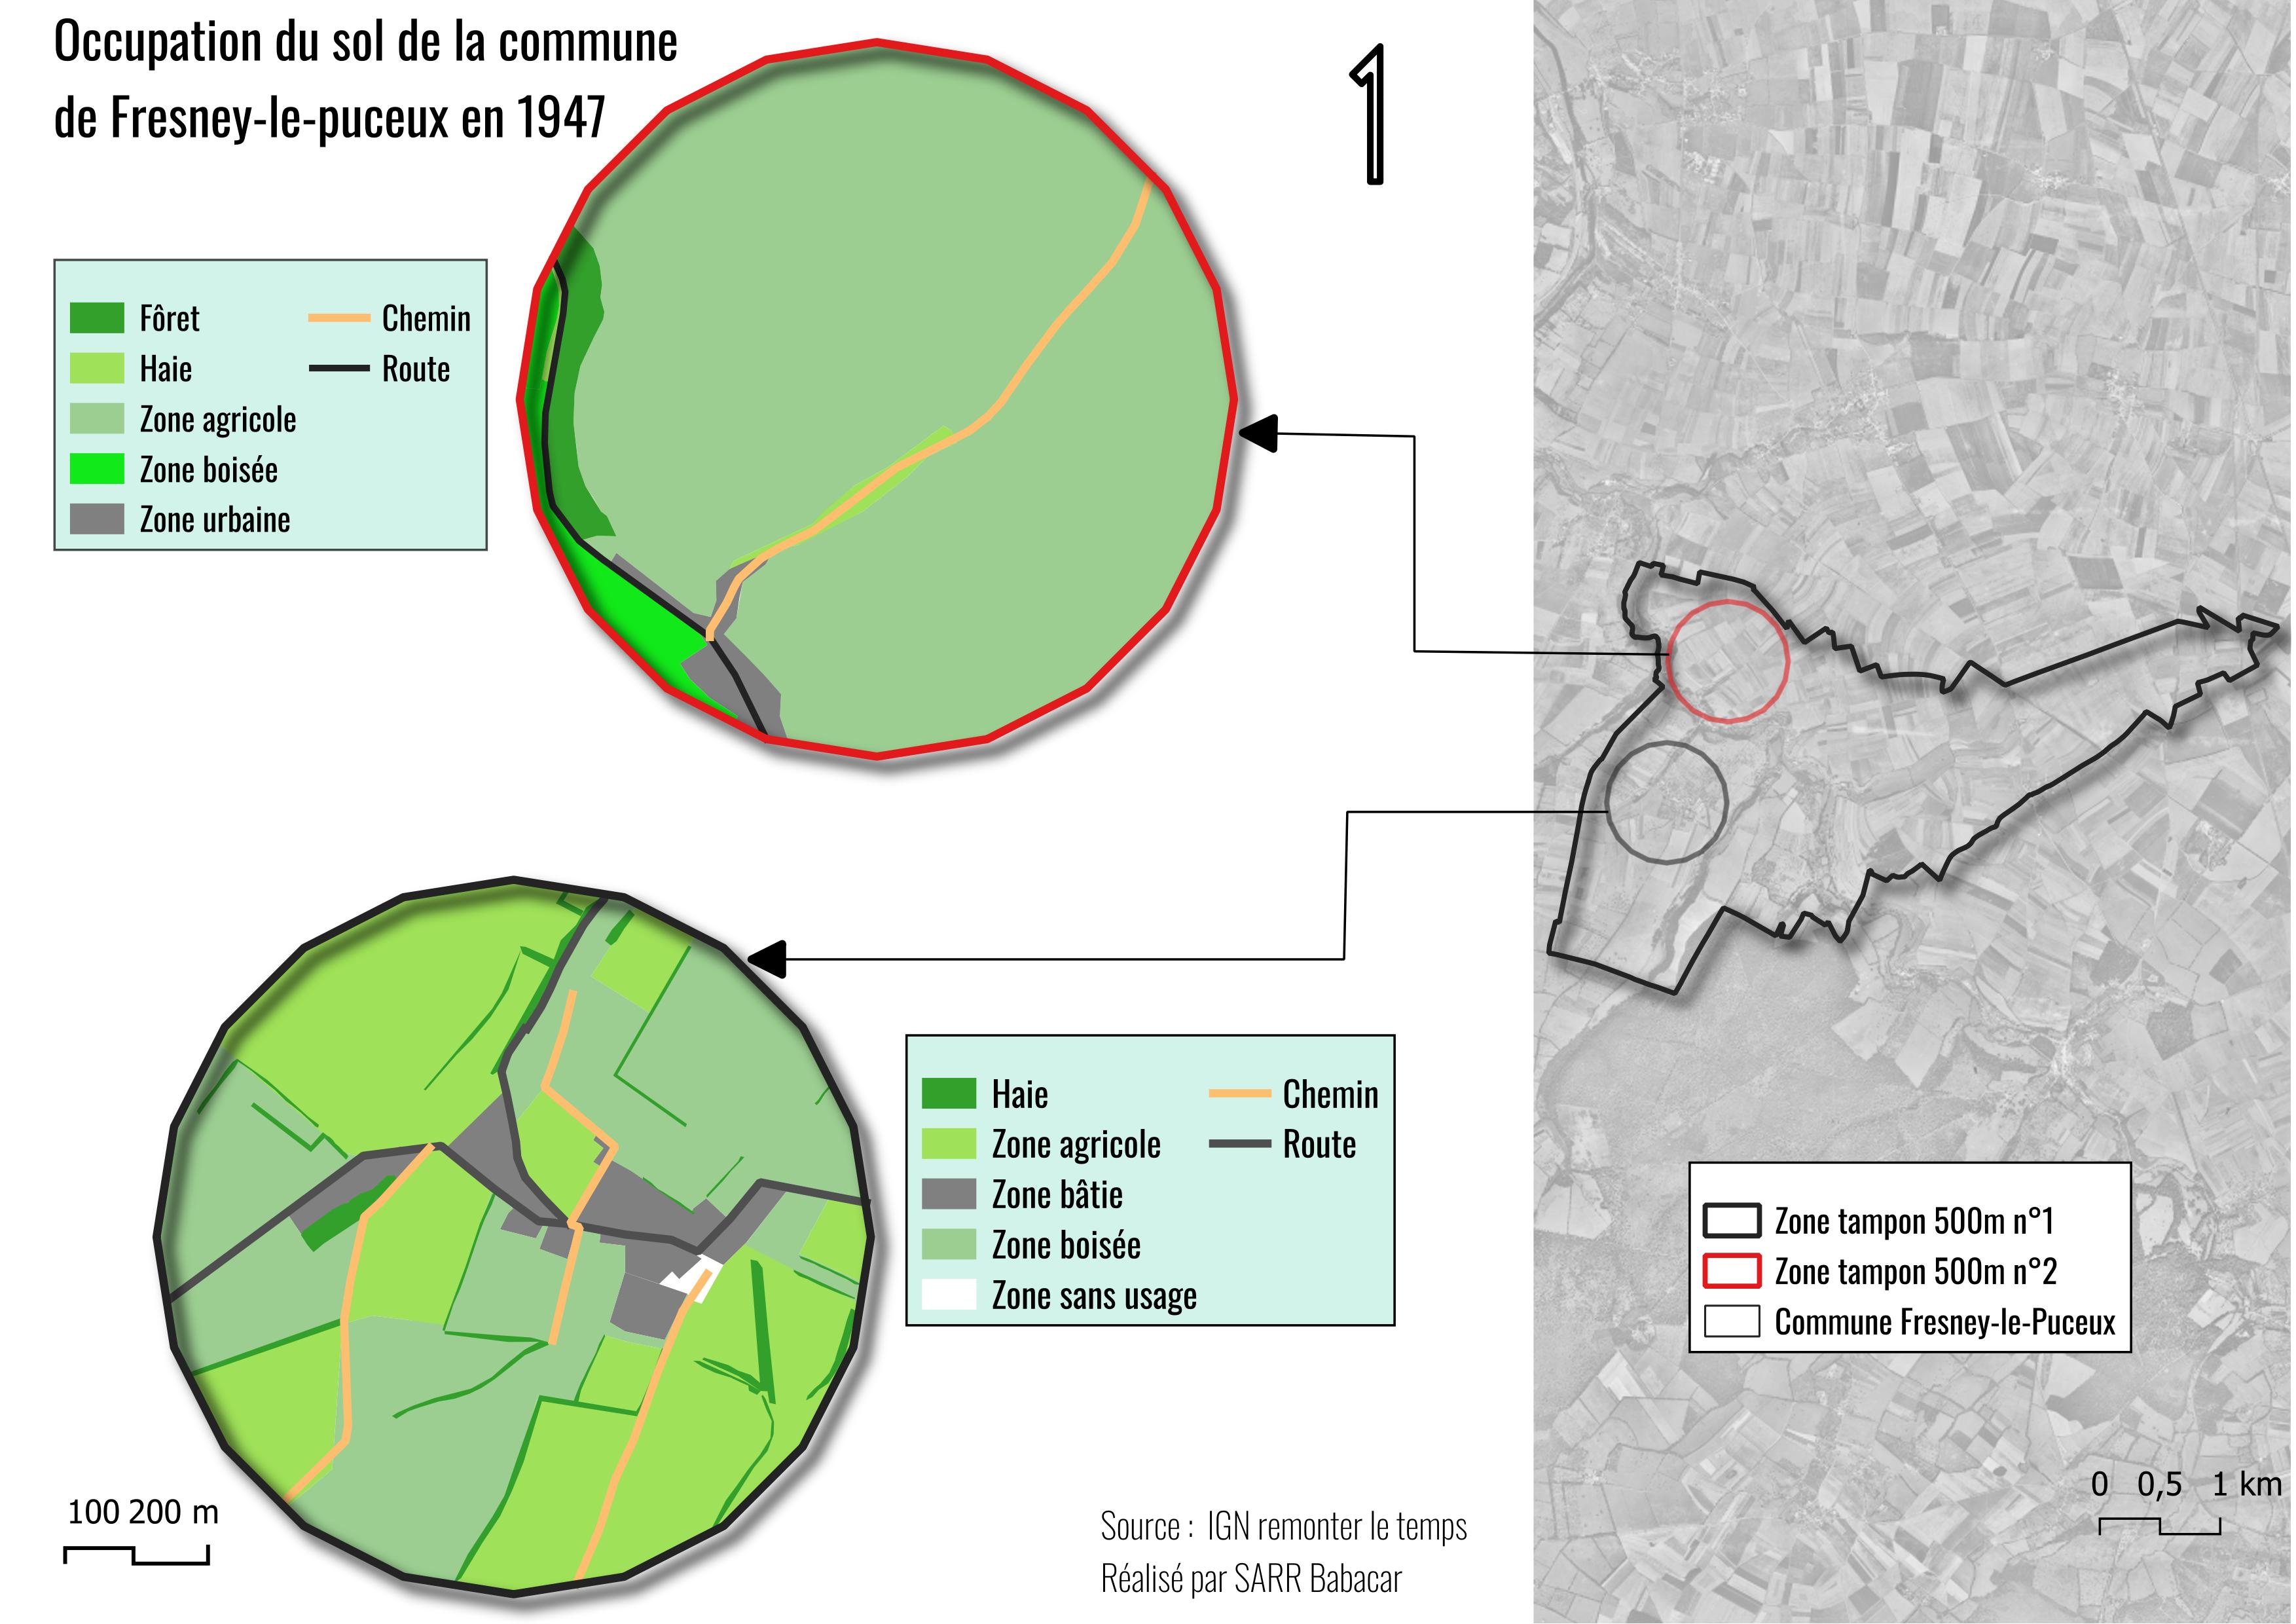 Occupation du sol de la commune
de Fresney-le-puceux en 1947
1
Fôret
Haie
Zone agricole
Zone boisée
Zone urbaine
Chemin
Route
Haie
Zone agricole
Zone bâtie
Zone boisée
Zone sans usage
Chemin
Route
Zone tampon 500m n°1
Zone tampon 500m n°2
Commune Fresney-le-Puceux
100 200 m
0 0,5 1 km
Source : IGN remonter le temps
Réalisé par SARR Babacar